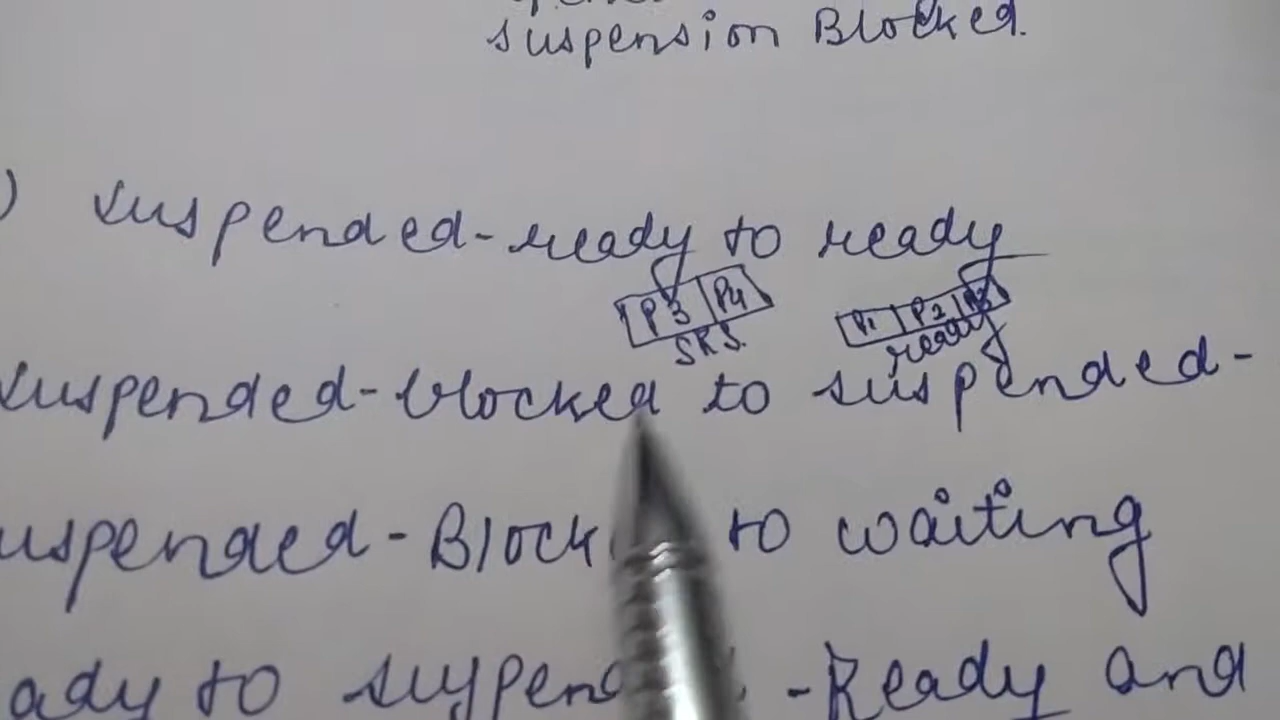 suspension Blocked.
) suspended-ready to ready
P3 P4
SRS.
P1 P2
ready
suspended-blocked to suspended-
uspended-Block to waiting
ady to -Ready and